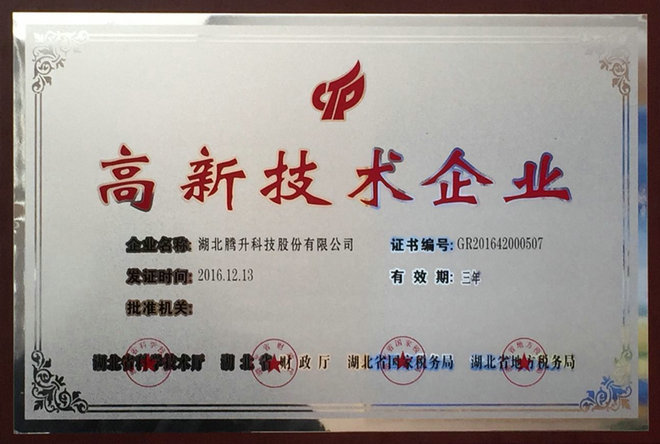 高新技术企业
企业名称: 湖北腾升科技股份有限公司 证书编号: GR201642000507
发证时间: 2016.12.13 有效期: 三年
批准机关:
湖北省科学技术厅 湖北省财政厅 湖北省国家税务局 湖北省地方税务局